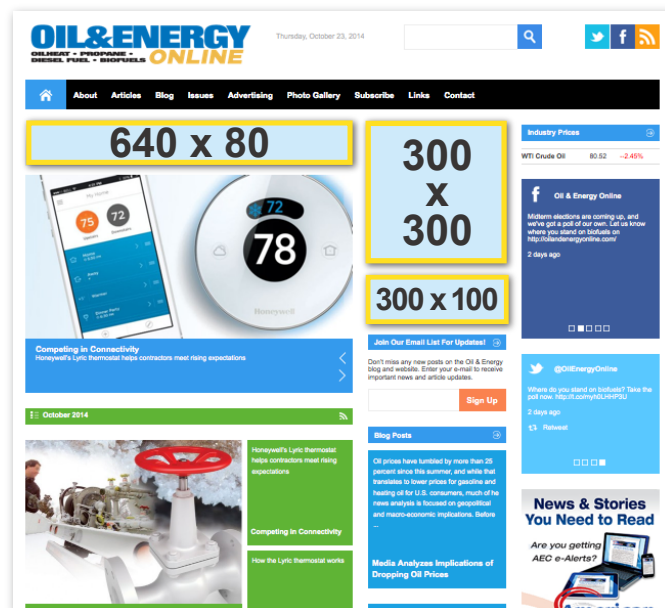 OIL&ENERGY
OILHEAT • PROPANE •
DIESEL FUEL • BIOFUELS
ONLINE
Thursday, October 23, 2014
About Articles Blog Issues Advertising Photo Gallery Subscribe Links Contact
640 x 80
My Home
75
72
72
78
Honeywell
Competing in Connectivity
Honeywell's Lyric thermostat helps contractors meet rising expectations
October 2014
Honeywell's Lyric thermostat
helps contractors meet rising
expectations
Competing in Connectivity
How the Lyric thermostat works
300
x
300
300 x 100
Join Our Email List For Updates!
Don't miss any new posts on the Oil & Energy
blog and website. Enter your e-mail to receive
important news and article updates.
Sign Up
Blog Posts
Oil prices have tumbled by more than 25
percent since this summer, and while that
translates to lower prices for gasoline and
heating oil for U.S. consumers, much of he
news analysis is focused on geopolitical
and macro-economic implications. Before
...
Media Analyzes Implications of
Dropping Oil Prices
Industry Prices
WTI Crude Oil 80.52 --2.45%
f Oil & Energy Online
Midterm elections are coming up, and
we've got a poll of our own. Let us know
where you stand on biofuels on
http://oilandenergyonline.com/
2 days ago
@OilEnergyOnline
Where do you stand on biofuels? Take the
poll now. http://t.co/myh0LHHP3U
2 days ago
Retweet
News & Stories
You Need to Read
Are you getting
AEC e-Alerts?
American